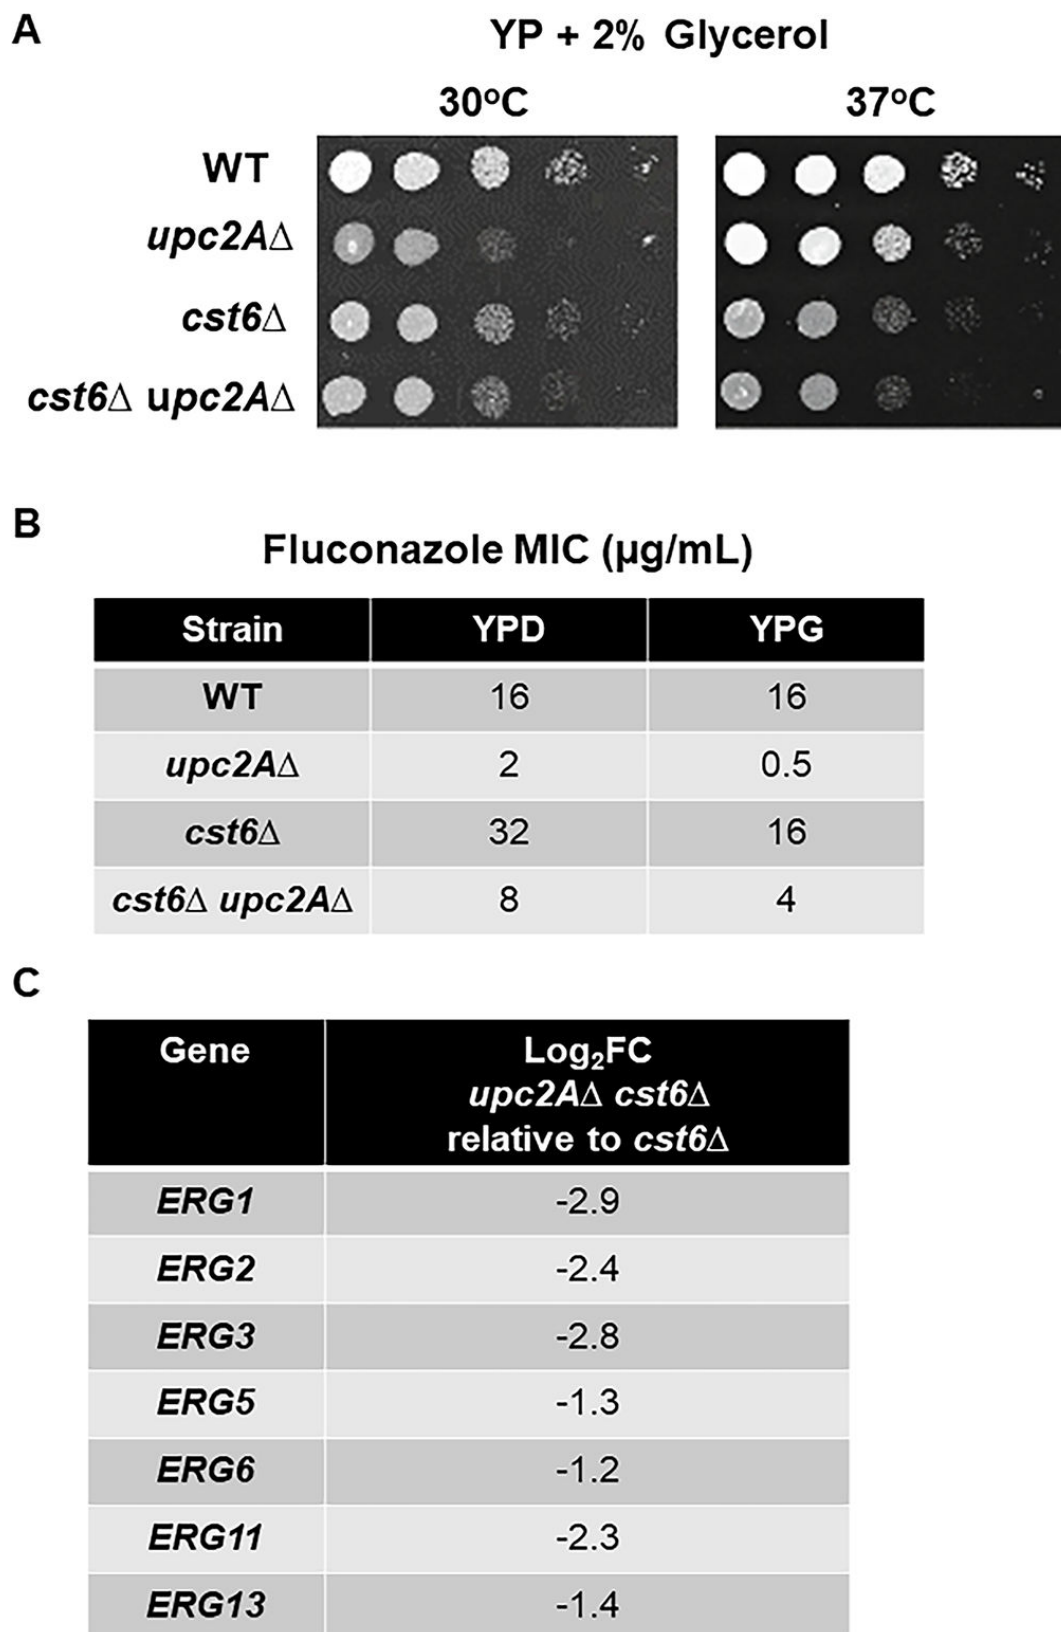 A
YP + 2% Glycerol
30°C 37°C
WT
upc2AΔ
cst6Δ
cst6Δ upc2AΔ
B
Fluconazole MIC (µg/mL)
Strain YPD YPG
WT 16 16
upc2AΔ 2 0.5
cst6Δ 32 16
cst6Δ upc2AΔ 8 4
C
Gene Log₂FC
upc2AΔ cst6Δ
relative to cst6Δ
ERG1 -2.9
ERG2 -2.4
ERG3 -2.8
ERG5 -1.3
ERG6 -1.2
ERG11 -2.3
ERG13 -1.4